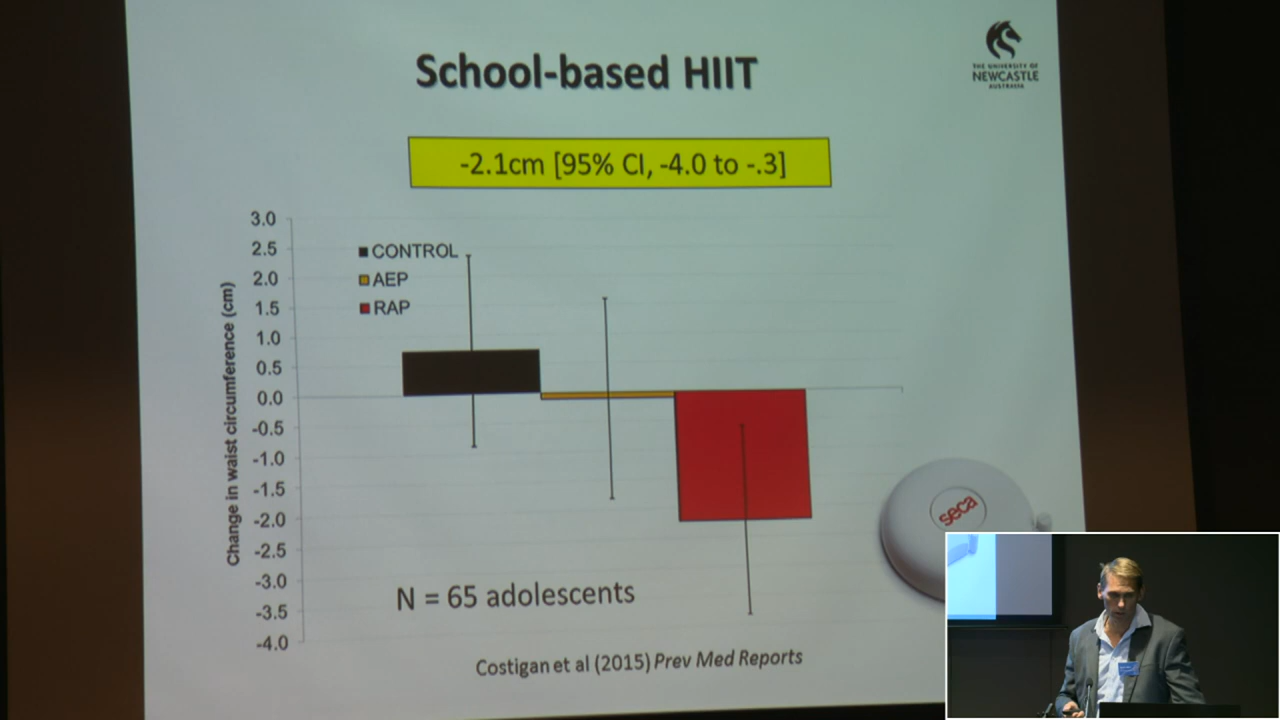 School-based HIIT
THE UNIVERSITY OF
NEWCASTLE
AUSTRALIA
-2.1cm [95% CI, -4.0 to -.3]
Change in waist circumference (cm)
3.0
2.5
2.0
1.5
1.0
0.5
0.0
-0.5
-1.0
-1.5
-2.0
-2.5
-3.0
-3.5
-4.0
CONTROL
AEP
RAP
N = 65 adolescents
seca
Costigan et al (2015) Prev Med Reports